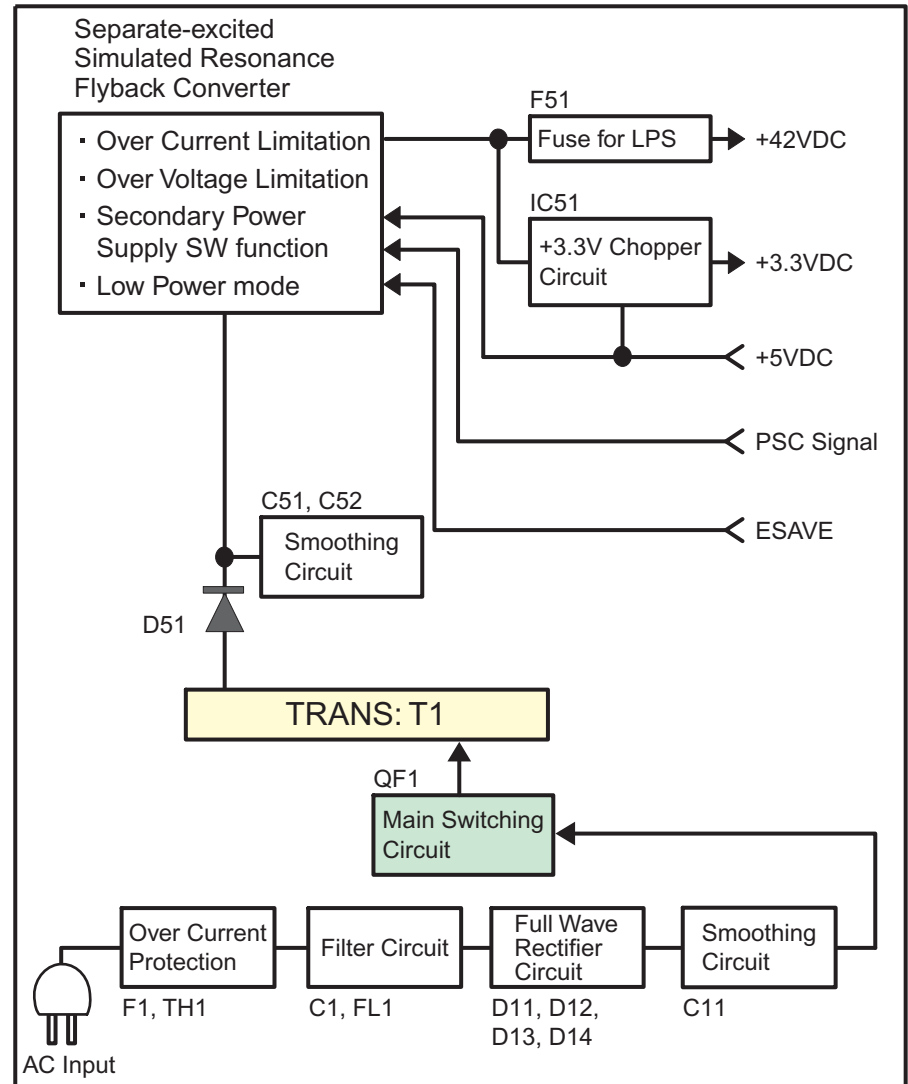 Separate-excited
Simulated Resonance
Flyback Converter
· Over Current Limitation
· Over Voltage Limitation
· Secondary Power
Supply SW function
· Low Power mode
F51
Fuse for LPS
+42VDC
IC51
+3.3V Chopper
Circuit
+3.3VDC
+5VDC
PSC Signal
ESAVE
C51, C52
Smoothing
Circuit
D51
TRANS: T1
QF1
Main Switching
Circuit
Over Current
Protection
F1, TH1
Filter Circuit
C1, FL1
Full Wave
Rectifier
Circuit
D11, D12,
D13, D14
Smoothing
Circuit
C11
AC Input